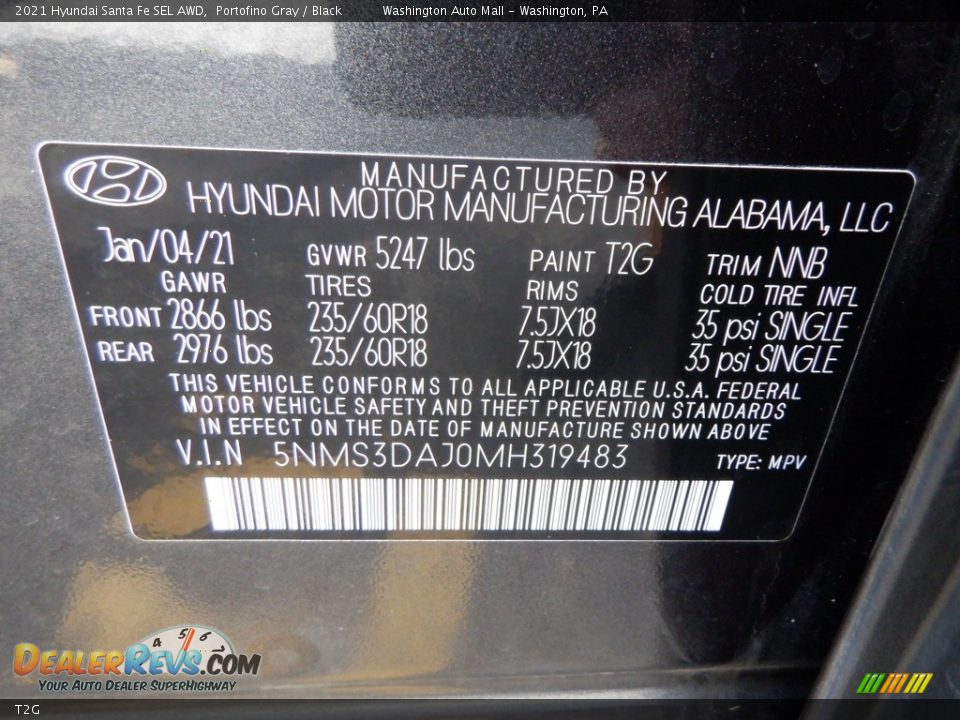 2021 Hyundai Santa Fe SEL AWD, Portofino Gray / Black Washington Auto Mall - Washington, PA
MANUFACTURED BY
HYUNDAI MOTOR MANUFACTURING ALABAMA, LLC
Jan/04/21 GVWR 5247 lbs PAINT T2G TRIM NNB
GAWR TIRES RIMS COLD TIRE INFL
FRONT 2866 lbs 235/60R18 7.5JX18 35 psi SINGLE
REAR 2976 lbs 235/60R18 7.5JX18 35 psi SINGLE
THIS VEHICLE CONFORMS TO ALL APPLICABLE U.S.A. FEDERAL
MOTOR VEHICLE SAFETY AND THEFT PREVENTION STANDARDS
IN EFFECT ON THE DATE OF MANUFACTURE SHOWN ABOVE
V.I.N 5NMS3DAJ0MH319483 TYPE: MPV
4 5 6 7
DEALERREVS.COM
YOUR AUTO DEALER SUPERHIGHWAY
T2G